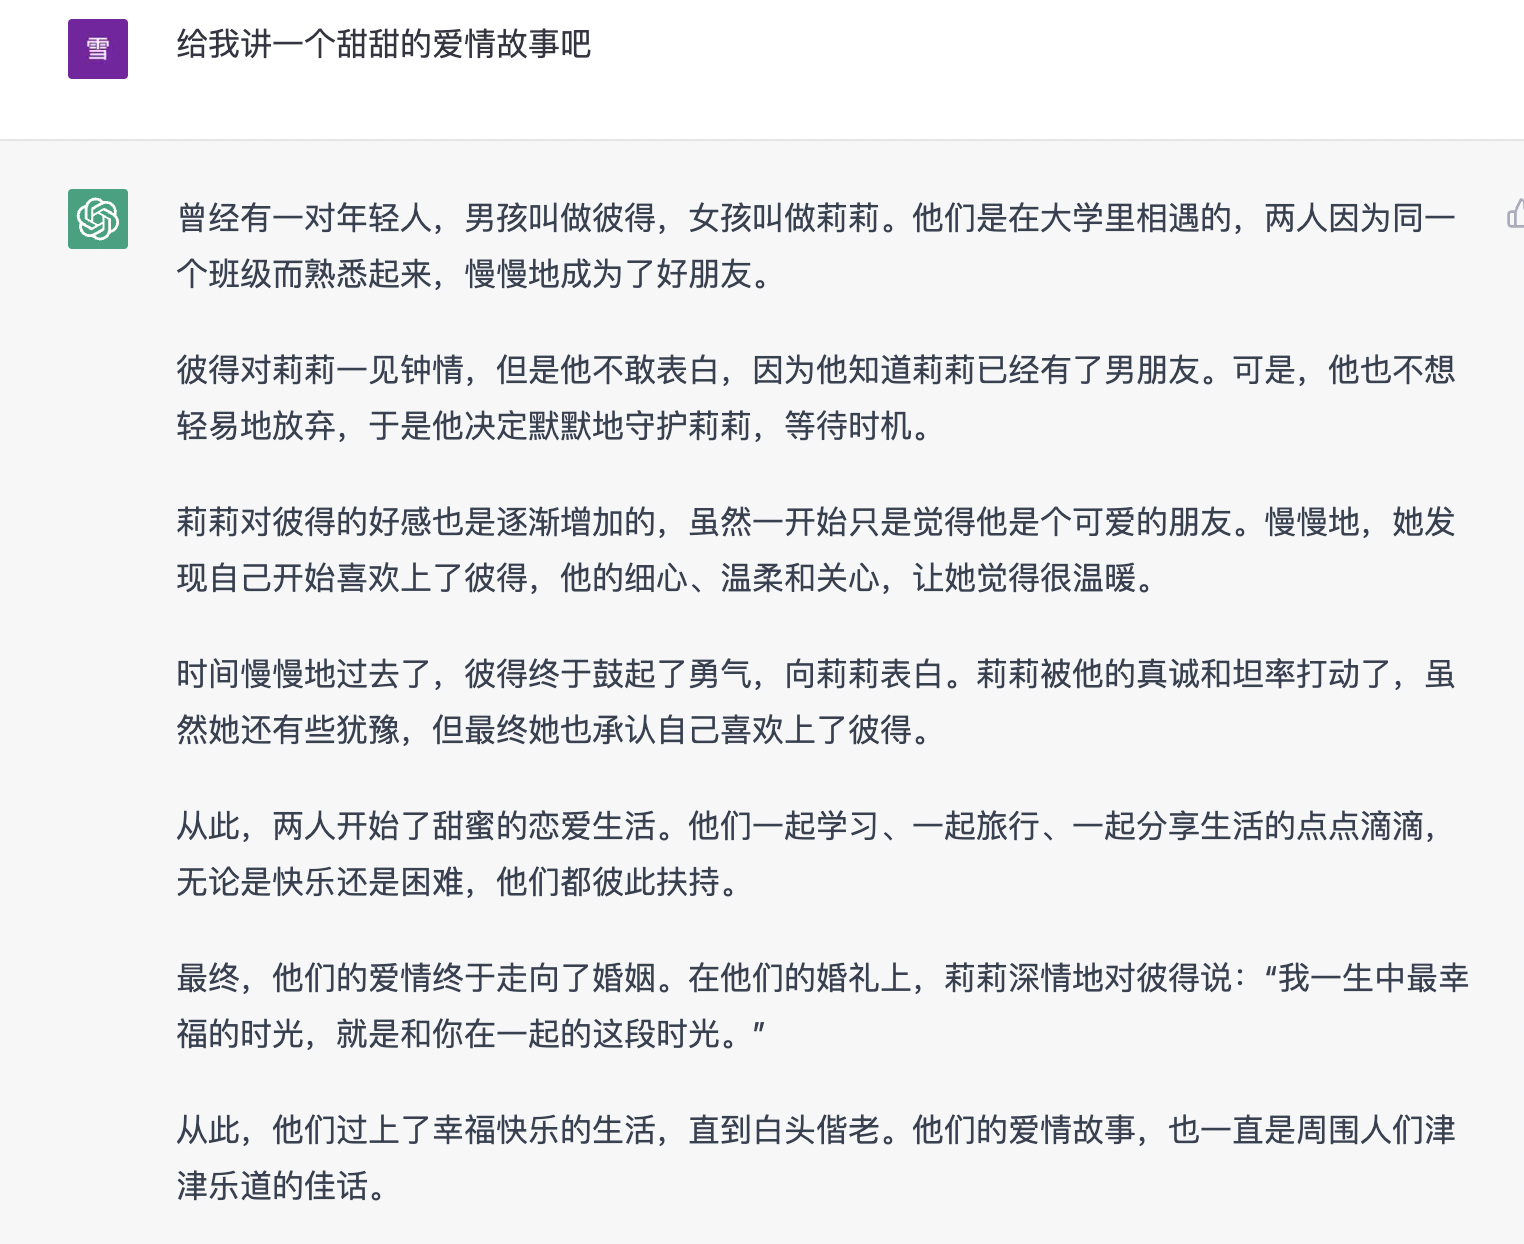 雪
给我讲一个甜甜的爱情故事吧
曾经有一对年轻人，男孩叫做彼得，女孩叫做莉莉。他们是在大学里相遇的，两人因为同一
个班级而熟悉起来，慢慢地成为了好朋友。
彼得对莉莉一见钟情，但是他不敢表白，因为他知道莉莉已经有了男朋友。可是，他也不想
轻易地放弃，于是他决定默默地守护莉莉，等待时机。
莉莉对彼得的好感也是逐渐增加的，虽然一开始只是觉得他是个可爱的朋友。慢慢地，她发
现自己开始喜欢上了彼得，他的细心、温柔和关心，让她觉得很温暖。
时间慢慢地过去了，彼得终于鼓起了勇气，向莉莉表白。莉莉被他的真诚和坦率打动了，虽
然她还有些犹豫，但最终她也承认自己喜欢上了彼得。
从此，两人开始了甜蜜的恋爱生活。他们一起学习、一起旅行、一起分享生活的点点滴滴，
无论是快乐还是困难，他们都彼此扶持。
最终，他们的爱情终于走向了婚姻。在他们的婚礼上，莉莉深情地对彼得说：“我一生中最幸
福的时光，就是和你在一起的这段时光。”
从此，他们过上了幸福快乐的生活，直到白头偕老。他们的爱情故事，也一直是周围人们津
津乐道的佳话。